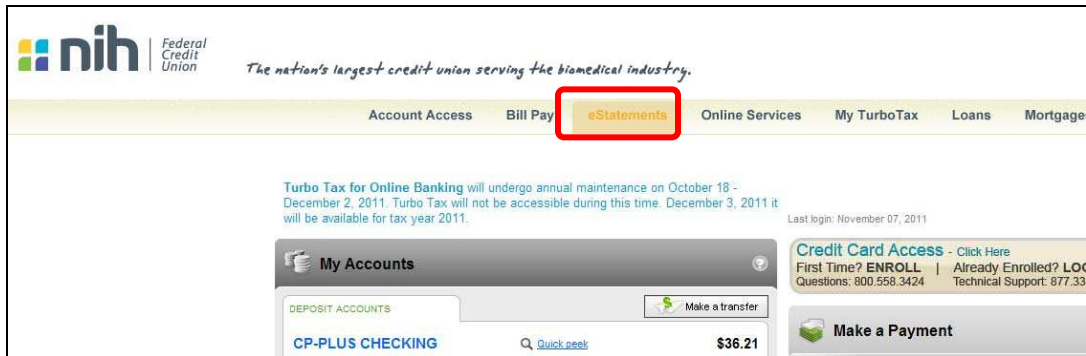 nih
Federal
Credit
Union
The nation's largest credit union serving the biomedical industry.
Account Access Bill Pay eStatements Online Services My TurboTax Loans Mortgage
Turbo Tax for Online Banking will undergo annual maintenance on October 18 -
December 2, 2011. Turbo Tax will not be accessible during this time. December 3, 2011 it
will be available for tax year 2011.
Last login: November 07, 2011
My Accounts
?
Credit Card Access - Click Here
First Time? ENROLL | Already Enrolled? LO
Questions: 800.558.3424 Technical Support: 877.33
DEPOSIT ACCOUNTS
Make a transfer
CP-PLUS CHECKING Quick peek $36.21
Make a Payment